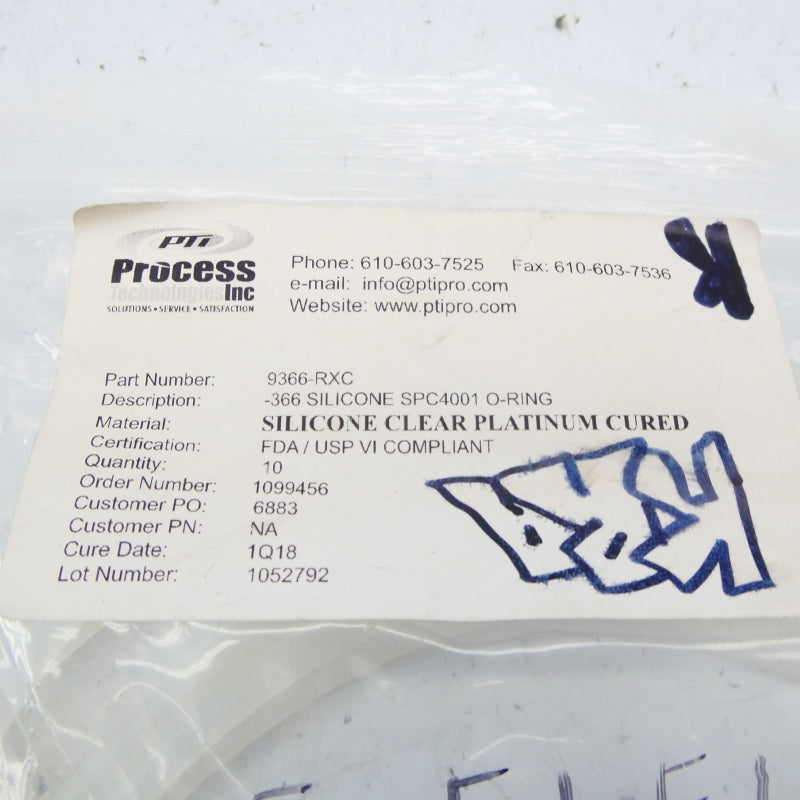 PTi
Process
Technologies Inc
SOLUTIONS • SERVICE • SATISFACTION
Phone: 610-603-7525 Fax: 610-603-7536
e-mail: info@ptipro.com
Website: www.ptipro.com
Part Number: 9366-RXC
Description: -366 SILICONE SPC4001 O-RING
Material: SILICONE CLEAR PLATINUM CURED
Certification: FDA / USP VI COMPLIANT
Quantity: 10
Order Number: 1099456
Customer PO: 6883
Customer PN: NA
Cure Date: 1Q18
Lot Number: 1052792